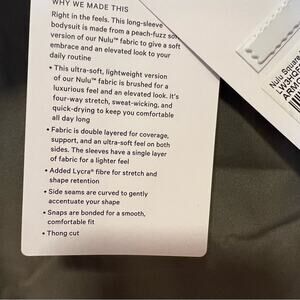 WHY WE MADE THIS
Right in the feels. This long-sleeve
bodysuit is made from a peach-fuzz soft
version of our Nulu™ fabric to give a soft
embrace and an elevated look to your
daily routine
• This ultra-soft, lightweight version
of our Nulu™ fabric is brushed for a
luxurious feel and an elevated look. It's
four-way stretch, sweat-wicking, and
quick-drying to keep you comfortable
all day long
• Fabric is double layered for coverage,
support, and an ultra-soft feel on both
sides. The sleeves have a single layer
of fabric for a lighter feel
• Added Lycra® fibre for stretch and
shape retention
• Side seams are curved to gently
accentuate your shape
• Snaps are bonded for a smooth,
comfortable fit
• Thong cut
Nulu Square